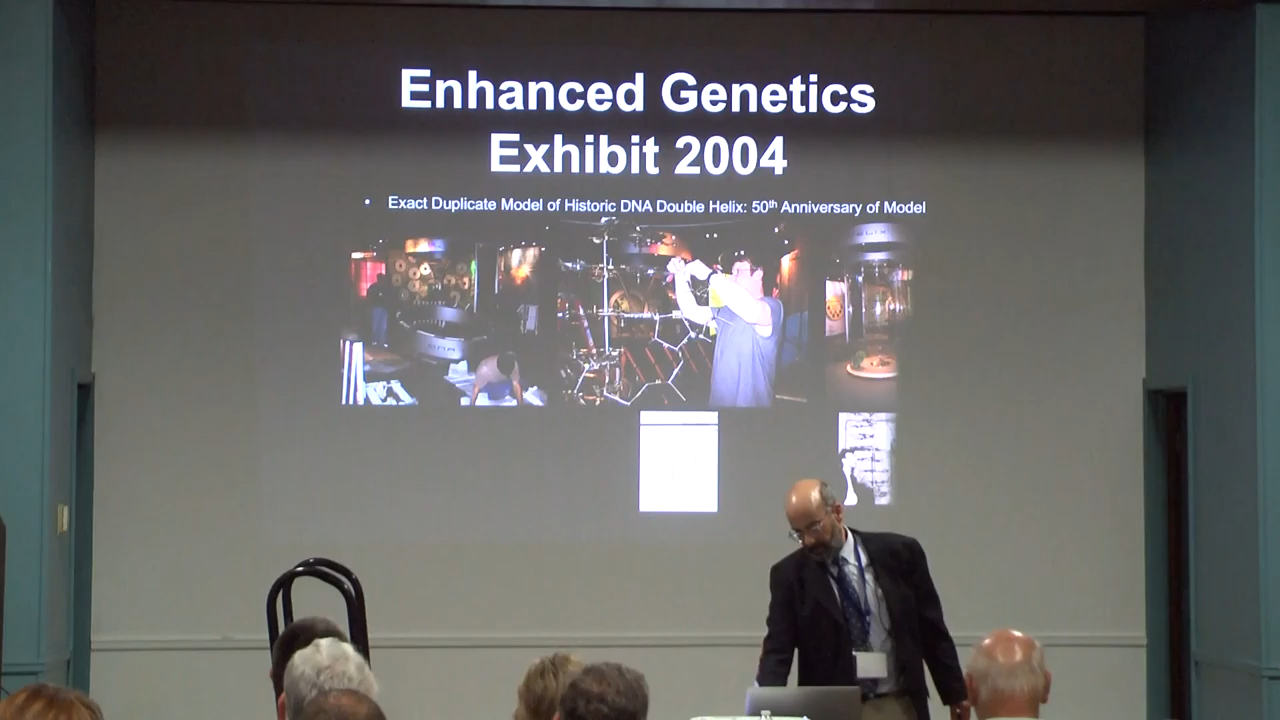 Enhanced Genetics
Exhibit 2004
• Exact Duplicate Model of Historic DNA Double Helix: 50th Anniversary of Model